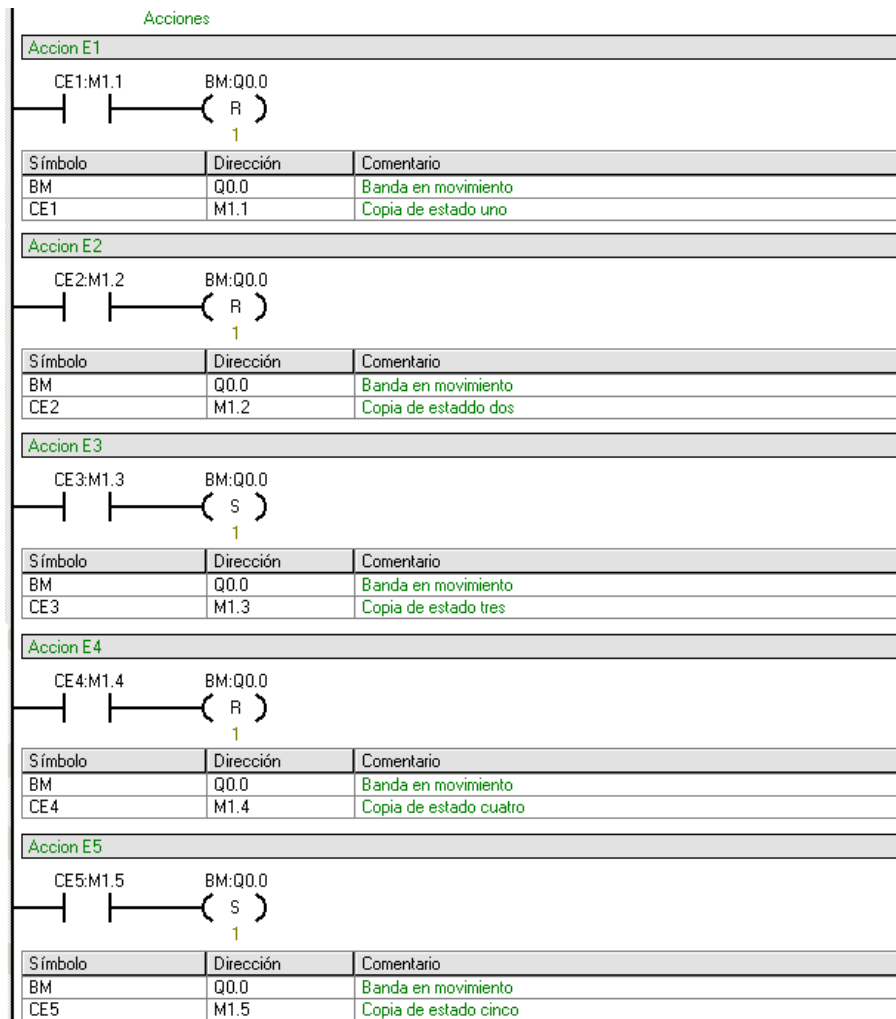 Acciones
Accion E1
CE1:M1.1 BM:Q0.0
R
1
Símbolo Dirección Comentario
BM Q0.0 Banda en movimiento
CE1 M1.1 Copia de estado uno
Accion E2
CE2:M1.2 BM:Q0.0
R
1
Símbolo Dirección Comentario
BM Q0.0 Banda en movimiento
CE2 M1.2 Copia de estaddo dos
Accion E3
CE3:M1.3 BM:Q0.0
S
1
Símbolo Dirección Comentario
BM Q0.0 Banda en movimiento
CE3 M1.3 Copia de estado tres
Accion E4
CE4:M1.4 BM:Q0.0
R
1
Símbolo Dirección Comentario
BM Q0.0 Banda en movimiento
CE4 M1.4 Copia de estado cuatro
Accion E5
CE5:M1.5 BM:Q0.0
S
1
Símbolo Dirección Comentario
BM Q0.0 Banda en movimiento
CE5 M1.5 Copia de estado cinco